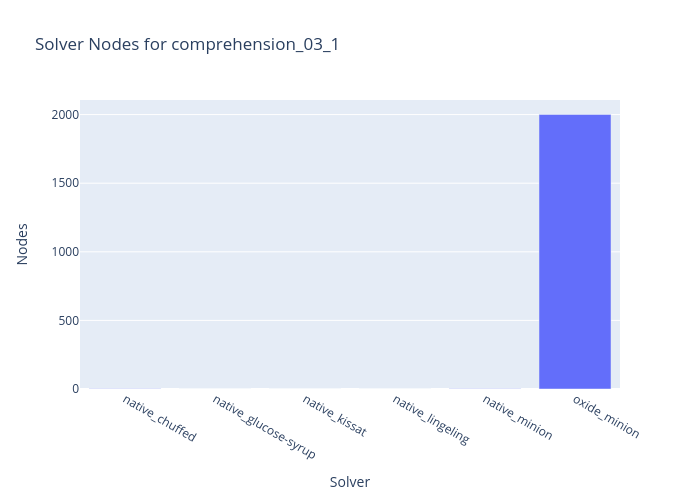 Solver Nodes for comprehension_03_1
Nodes
2000
1500
1000
500
0
native_chuffed
native_glucose-syrup
native_kissat
native_lingeling
native_minion
oxide_minion
Solver